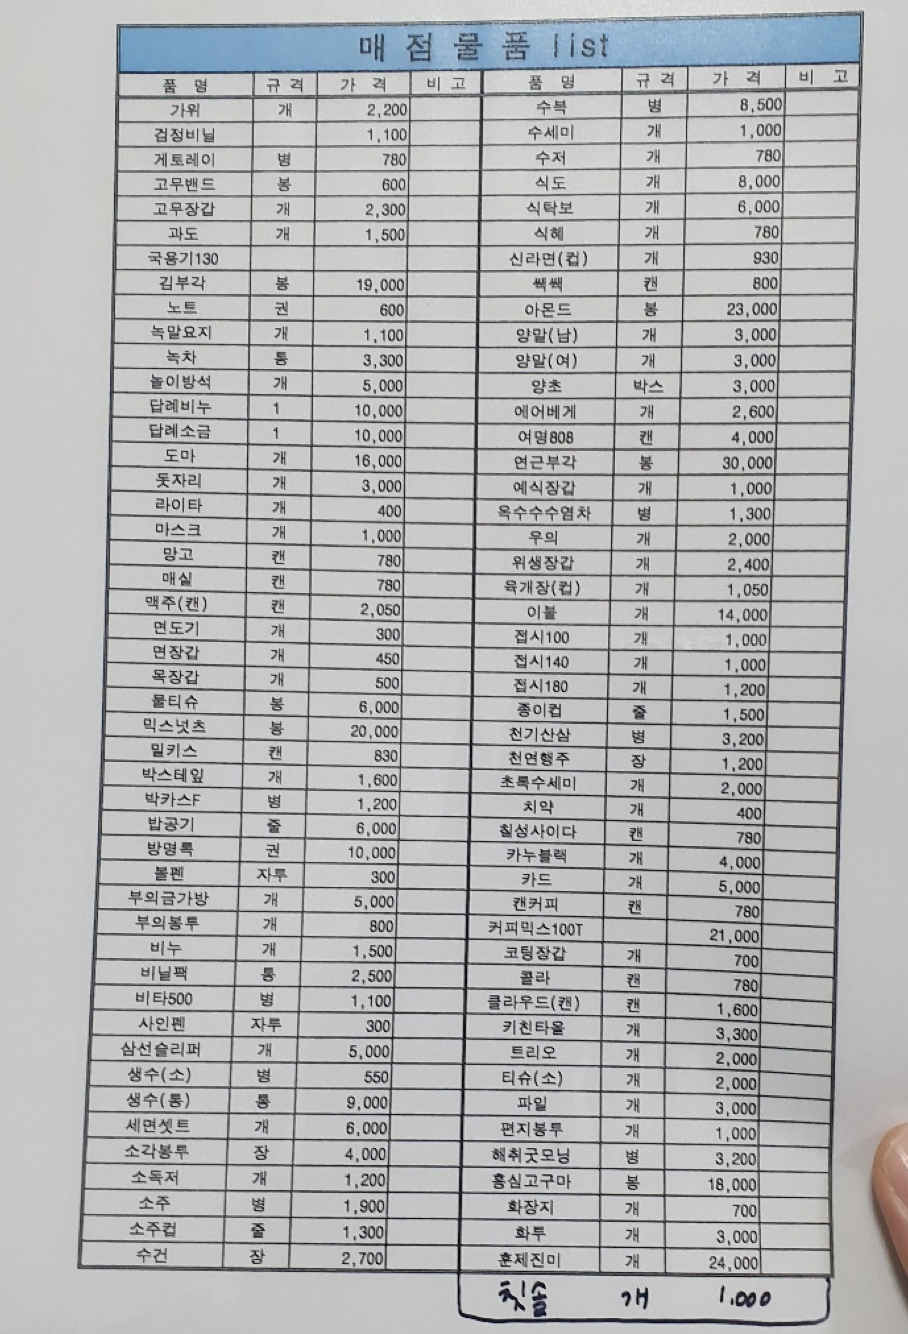 매 점 물 품 list
품 명 규 격 가 격 비 고 품 명 규 격 가 격 비 고
가위 개 2,200 수복 병 8,500
검정비닐 1,100 수세미 개 1,000
게토레이 병 780 수저 개 780
고무밴드 봉 600 식도 개 8,000
고무장갑 개 2,300 식탁보 개 6,000
과도 개 1,500 식혜 개 780
국용기130 신라면(컵) 개 930
김부각 봉 19,000 쌕쌕 캔 800
노트 권 600 아몬드 봉 23,000
녹말요지 개 1,100 양말(남) 개 3,000
녹차 통 3,300 양말(여) 개 3,000
놀이방석 개 5,000 양초 박스 3,000
답례비누 1 10,000 에어베게 개 2,600
답례소금 1 10,000 여명808 캔 4,000
도마 개 16,000 연근부각 봉 30,000
돗자리 개 3,000 예식장갑 개 1,000
라이타 개 400 옥수수수염차 병 1,300
마스크 개 1,000 우의 개 2,000
망고 캔 780 위생장갑 개 2,400
매실 캔 780 육개장(컵) 개 1,050
맥주(캔) 캔 2,050 이불 개 14,000
면도기 개 300 접시100 개 1,000
면장갑 개 450 접시140 개 1,000
목장갑 개 500 접시180 개 1,200
물티슈 봉 6,000 종이컵 줄 1,500
믹스넛츠 봉 20,000 천기산삼 병 3,200
밀키스 캔 830 천연행주 장 1,200
박스테잎 개 1,600 초록수세미 개 2,000
박카스F 병 1,200 치약 개 400
밥공기 줄 6,000 칠성사이다 캔 780
방명록 권 10,000 카누블랙 개 4,000
볼펜 자루 300 카드 개 5,000
부의금가방 개 5,000 캔커피 캔 780
부의봉투 개 800 커피믹스100T 21,000
비누 개 1,500 코팅장갑 개 700
비닐팩 통 2,500 콜라 캔 780
비타500 병 1,100 클라우드(캔) 캔 1,600
사인펜 자루 300 키친타올 개 3,300
삼선슬리퍼 개 5,000 트리오 개 2,000
생수(소) 병 550 티슈(소) 개 2,000
생수(통) 통 9,000 파일 개 3,000
세면셋트 개 6,000 편지봉투 개 1,000
소각봉투 장 4,000 해취굿모닝 병 3,200
소독저 개 1,200 홍심고구마 봉 18,000
소주 병 1,900 화장지 개 700
소주컵 줄 1,300 화투 개 3,000
수건 장 2,700 훈제진미 개 24,000
칫솔 개 1.000